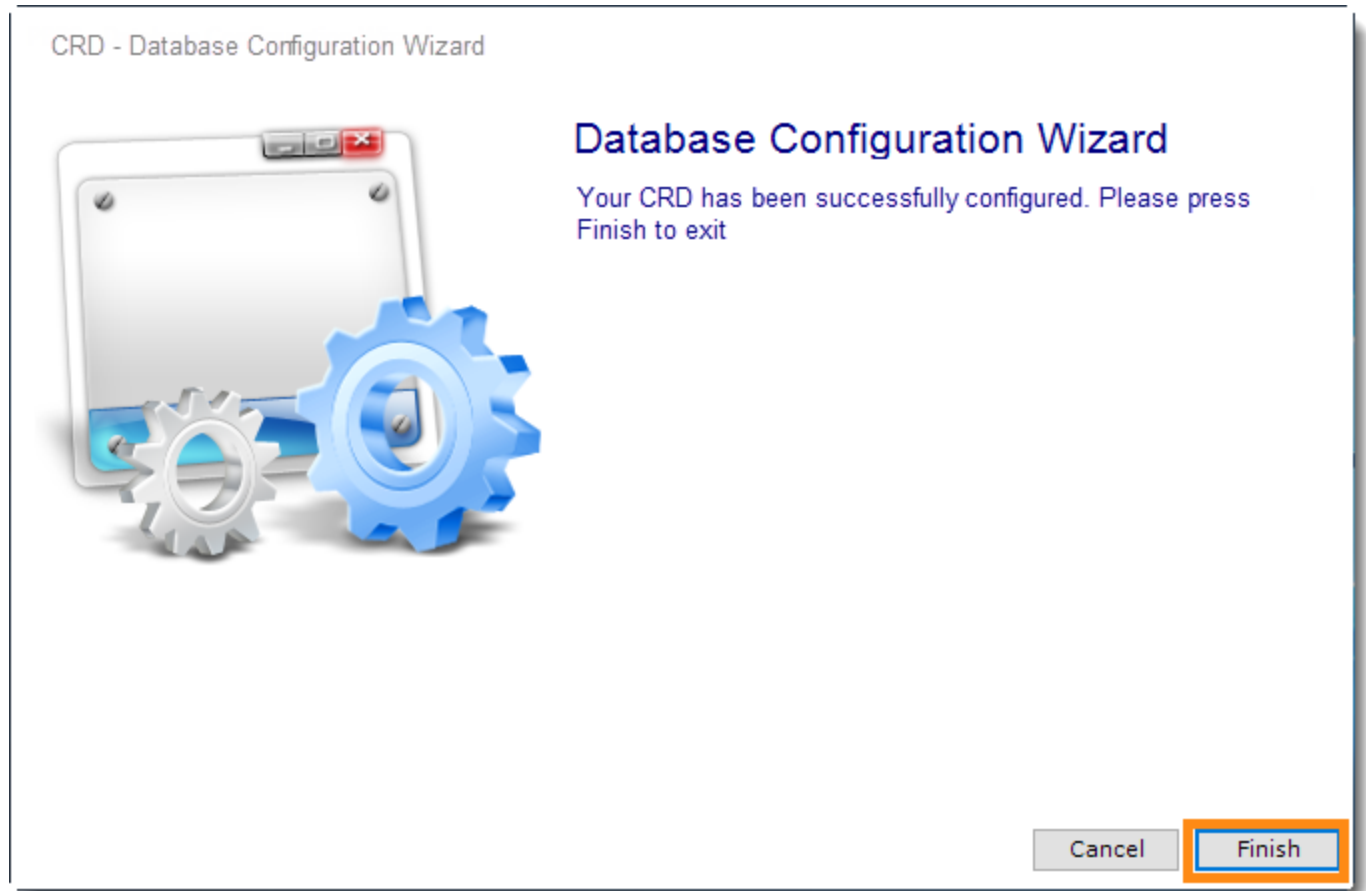 CRD - Database Configuration Wizard
Database Configuration Wizard
Your CRD has been successfully configured. Please press
Finish to exit
Cancel
Finish